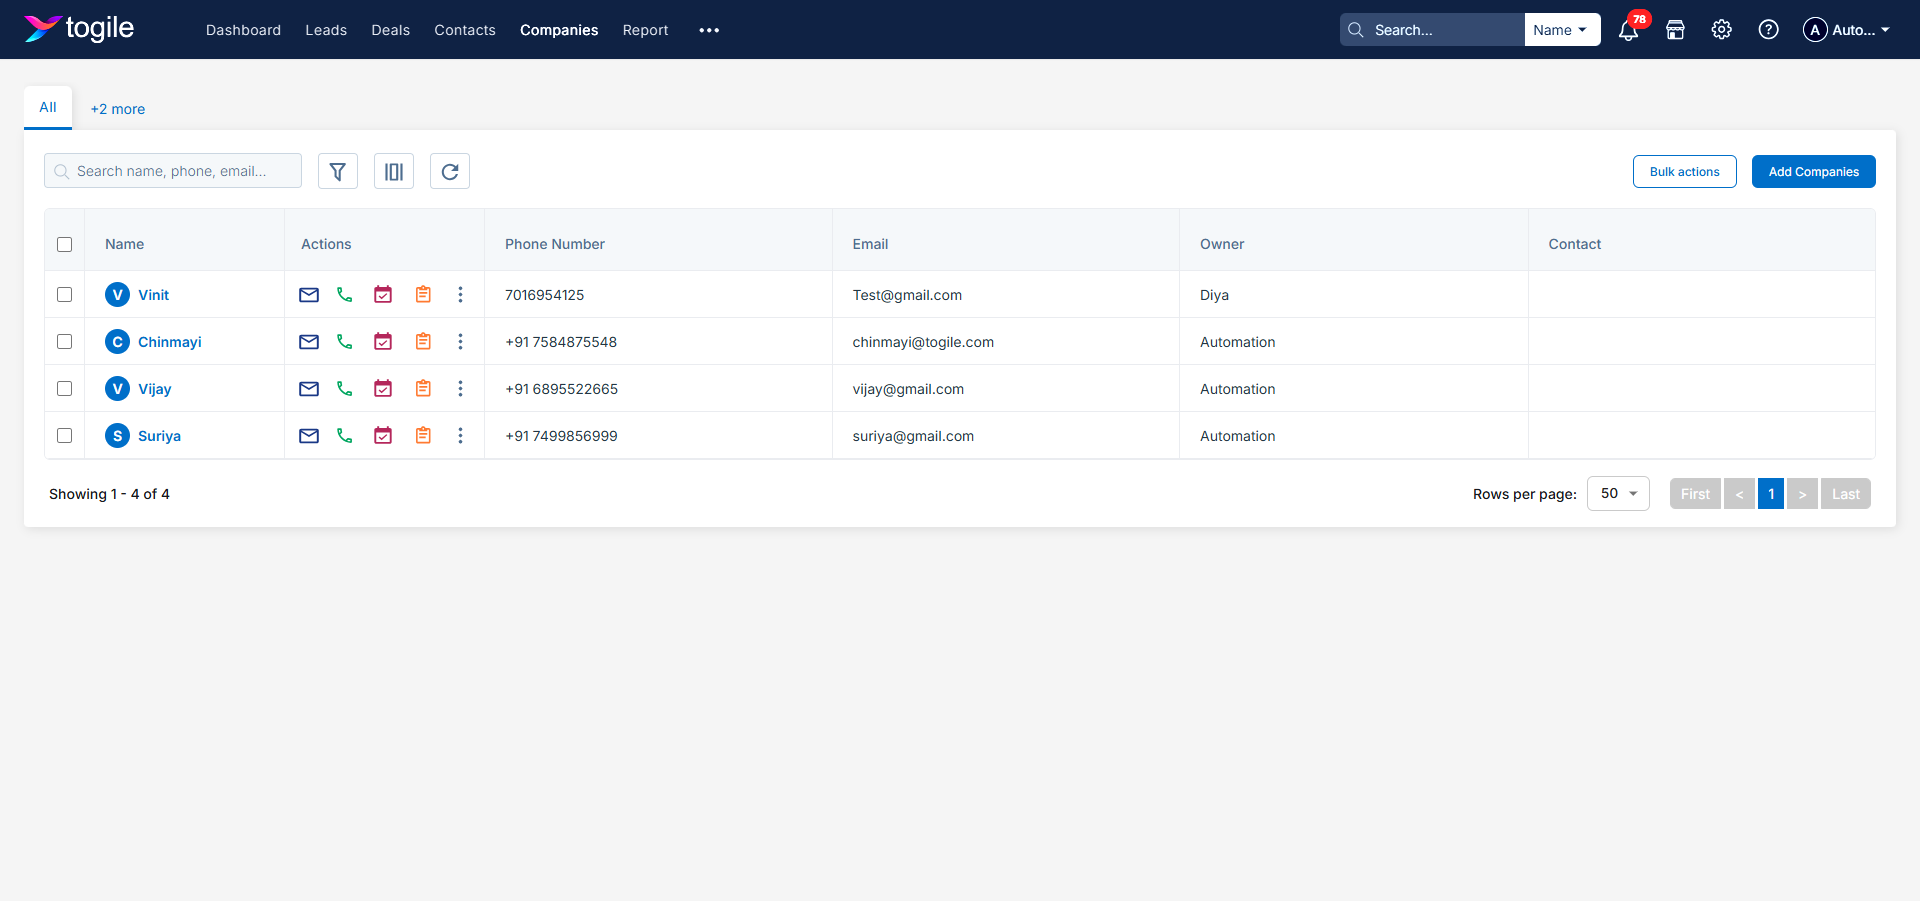 togile Dashboard Leads Deals Contacts Companies Report ••• Search... Name 78 A Auto...
All +2 more
Search name, phone, email... Bulk actions Add Companies
Name Actions Phone Number Email Owner Contact
V Vinit 7016954125 Test@gmail.com Diya
C Chinmayi +91 7584875548 chinmayi@togile.com Automation
V Vijay +91 6895522665 vijay@gmail.com Automation
S Suriya +91 7499856999 suriya@gmail.com Automation
Showing 1 - 4 of 4 Rows per page: 50 First < 1 > Last